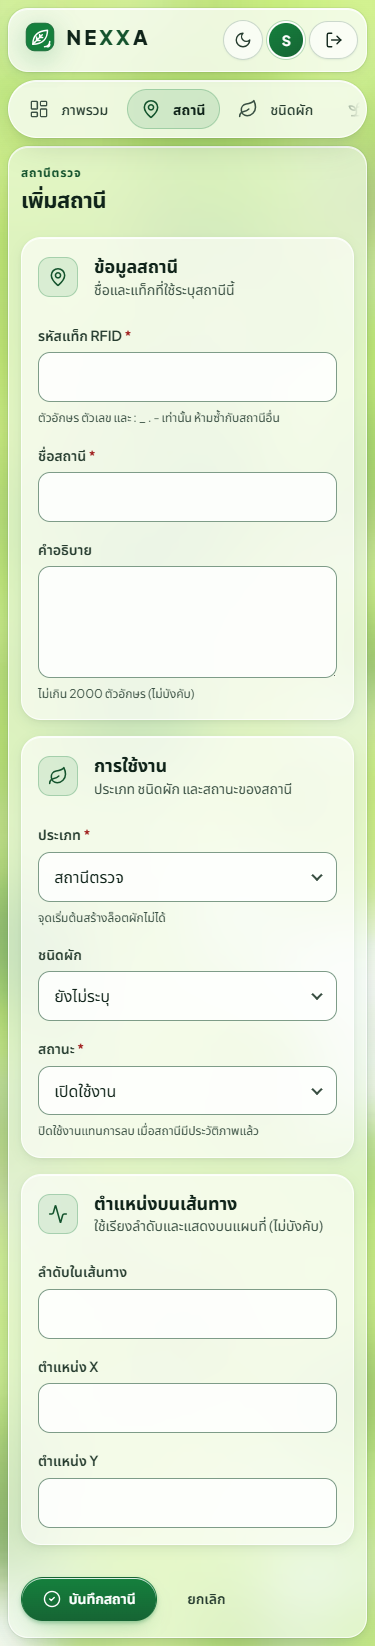 NEXXA
S
ภาพรวม
สถานี
ชนิดผัก
สถานีตรวจ
เพิ่มสถานี
ข้อมูลสถานี
ชื่อและแท็กที่ใช้ระบุสถานีนี้
รหัสแท็ก RFID *
ตัวอักษร ตัวเลข และ : _ . - เท่านั้น ห้ามซ้ำกับสถานีอื่น
ชื่อสถานี *
คำอธิบาย
ไม่เกิน 2000 ตัวอักษร (ไม่บังคับ)
การใช้งาน
ประเภท ชนิดผัก และสถานะของสถานี
ประเภท *
สถานีตรวจ
จุดเริ่มต้นสร้างล็อตผักไม่ได้
ชนิดผัก
ยังไม่ระบุ
สถานะ *
เปิดใช้งาน
ปิดใช้งานแทนการลบ เมื่อสถานีมีประวัติภาพแล้ว
ตำแหน่งบนเส้นทาง
ใช้เรียงลำดับและแสดงบนแผนที่ (ไม่บังคับ)
ลำดับในเส้นทาง
ตำแหน่ง X
ตำแหน่ง Y
บันทึกสถานี
ยกเลิก